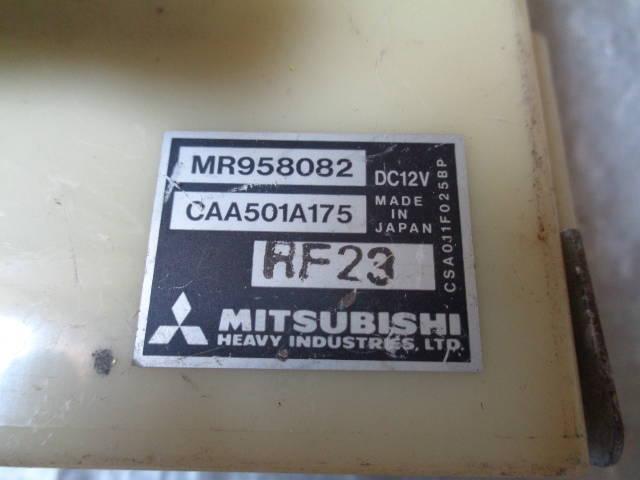 MR958082
DC12V
CAA501A175
MADE
IN
JAPAN
RF23
CSA011F025BP
MITSUBISHI
HEAVY INDUSTRIES, LTD.